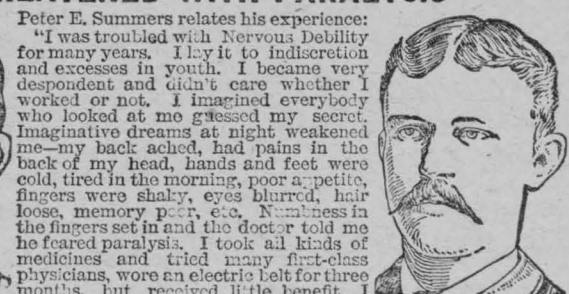 Peter E. Summers relates his experience:
"I was troubled with Nervous Debility
for many years. I lay it to indiscretion
and excesses in youth. I became very
despondent and didn't care whether I
worked or not. I imagined everybody
who looked at me guessed my secret.
Imaginative dreams at night weakened
me—my back ached, had pains in the
back of my head, hands and feet were
cold, tired in the morning, poor appetite,
fingers were shaky, eyes blurred, hair
loose, memory poor, etc. Numbness in
the fingers set in and the doctor told me
he feared paralysis. I took all kinds of
medicines and tried many first-class
physicians, wore an electric belt for three
months, but received little benefit. I